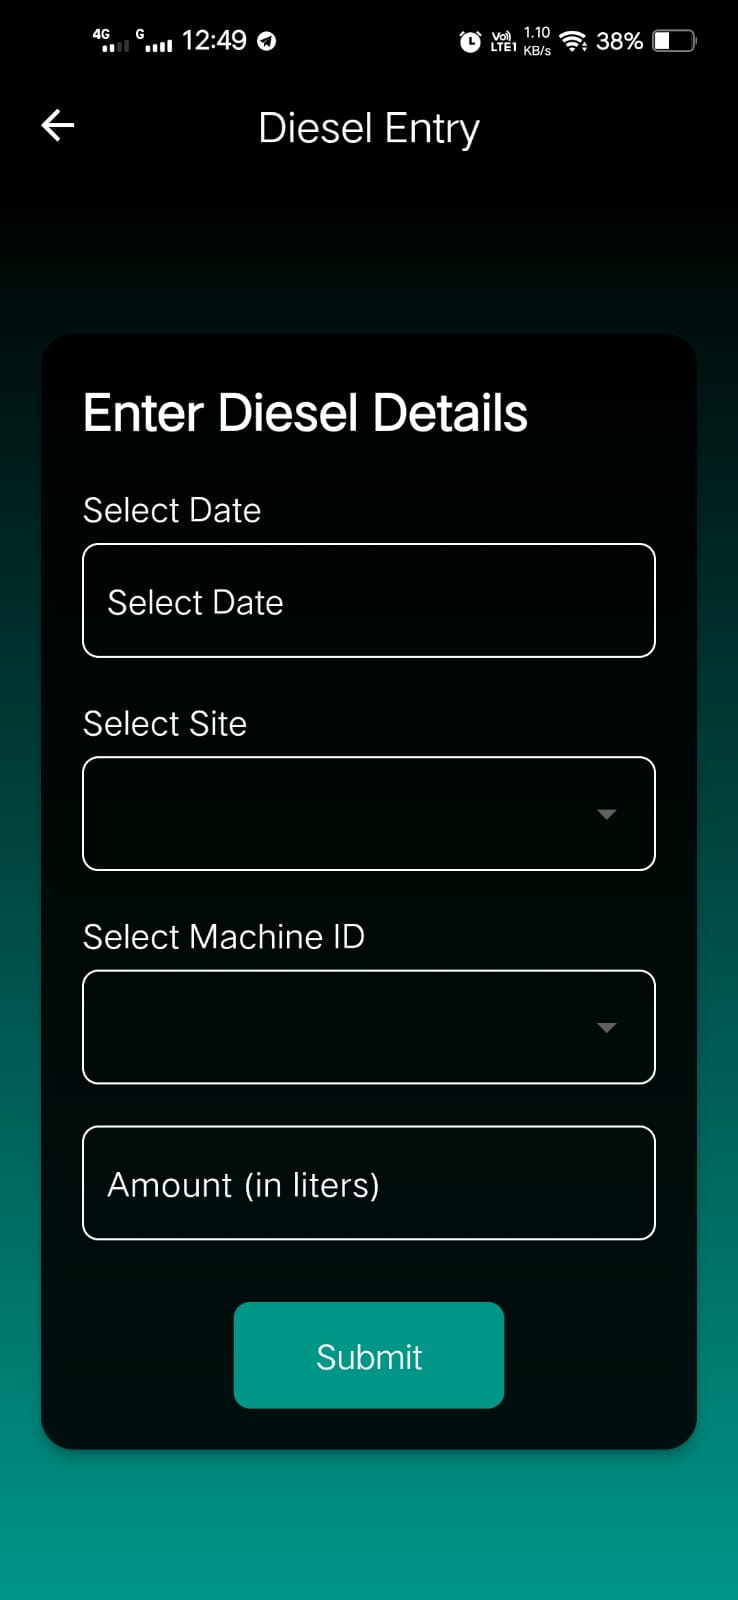 4G G 12:49 Vo) LTE1 1.10 KB/s 38%
Diesel Entry
Enter Diesel Details
Select Date
Select Date
Select Site
Select Machine ID
Amount (in liters)
Submit